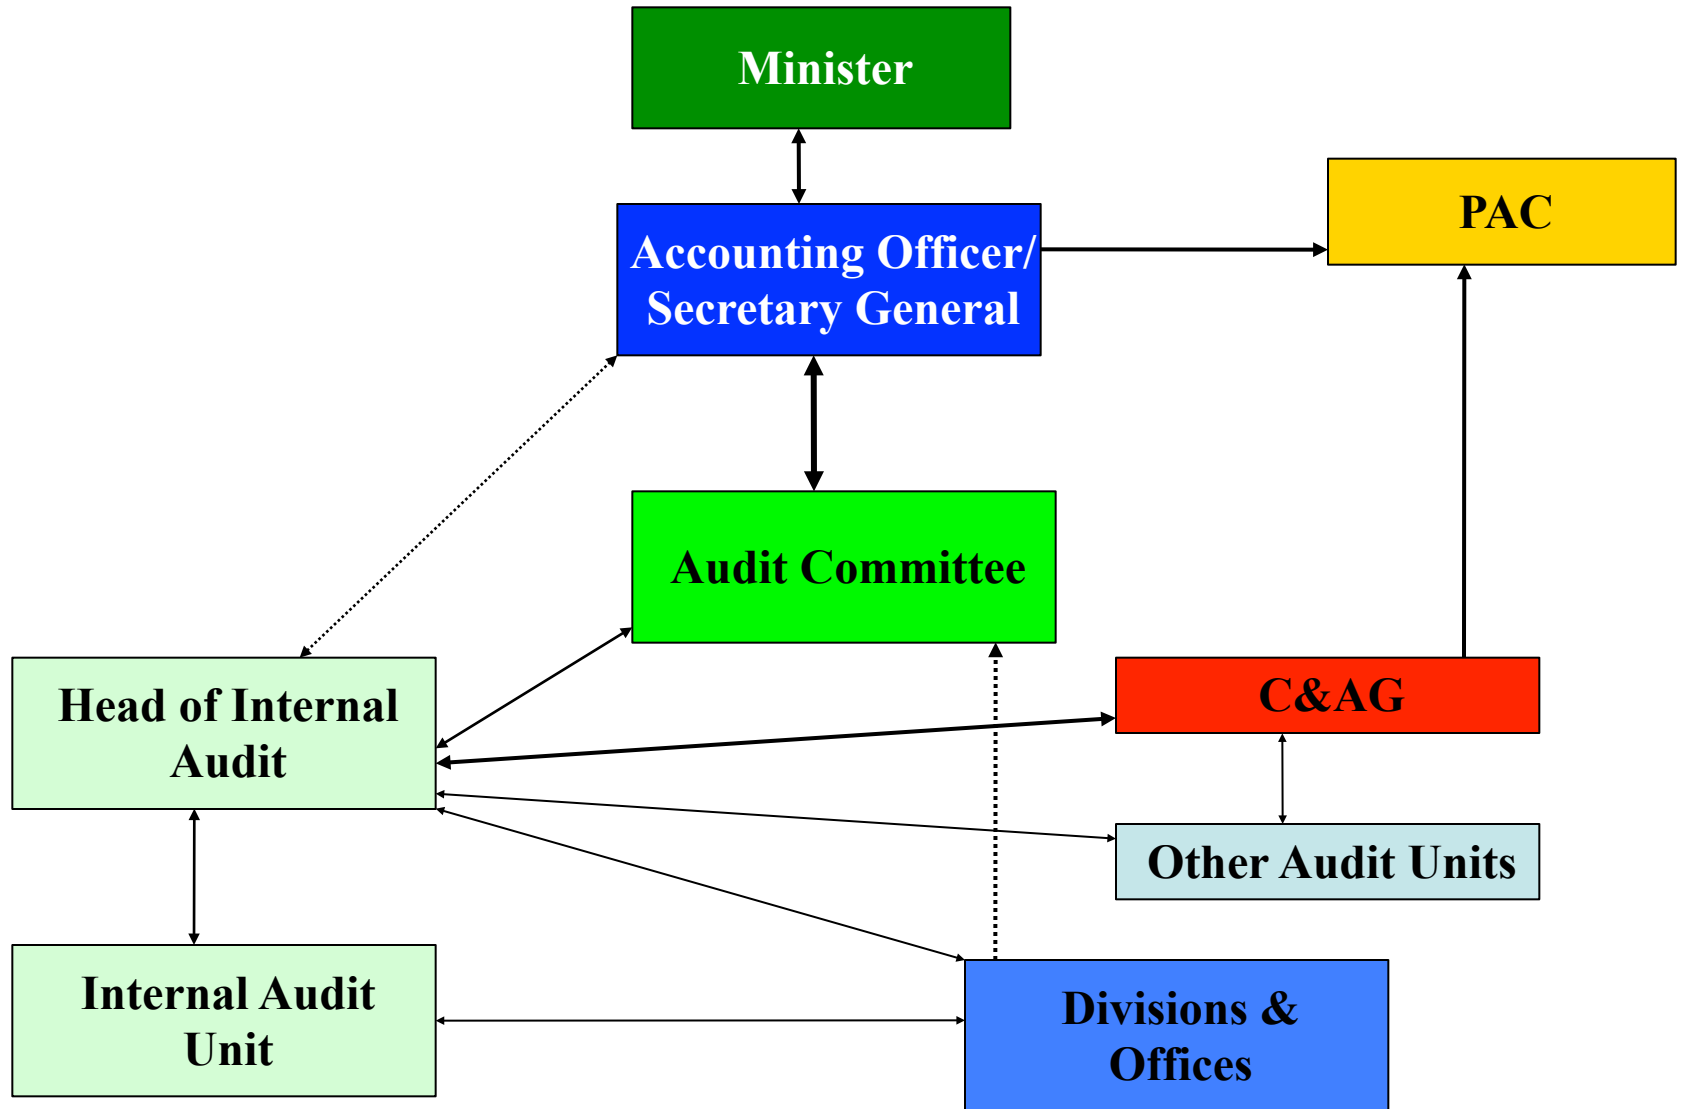 Minister
PAC
Accounting Officer/
Secretary General
Audit Committee
Head of Internal
Audit
C&AG
Other Audit Units
Internal Audit
Unit
Divisions &
Offices